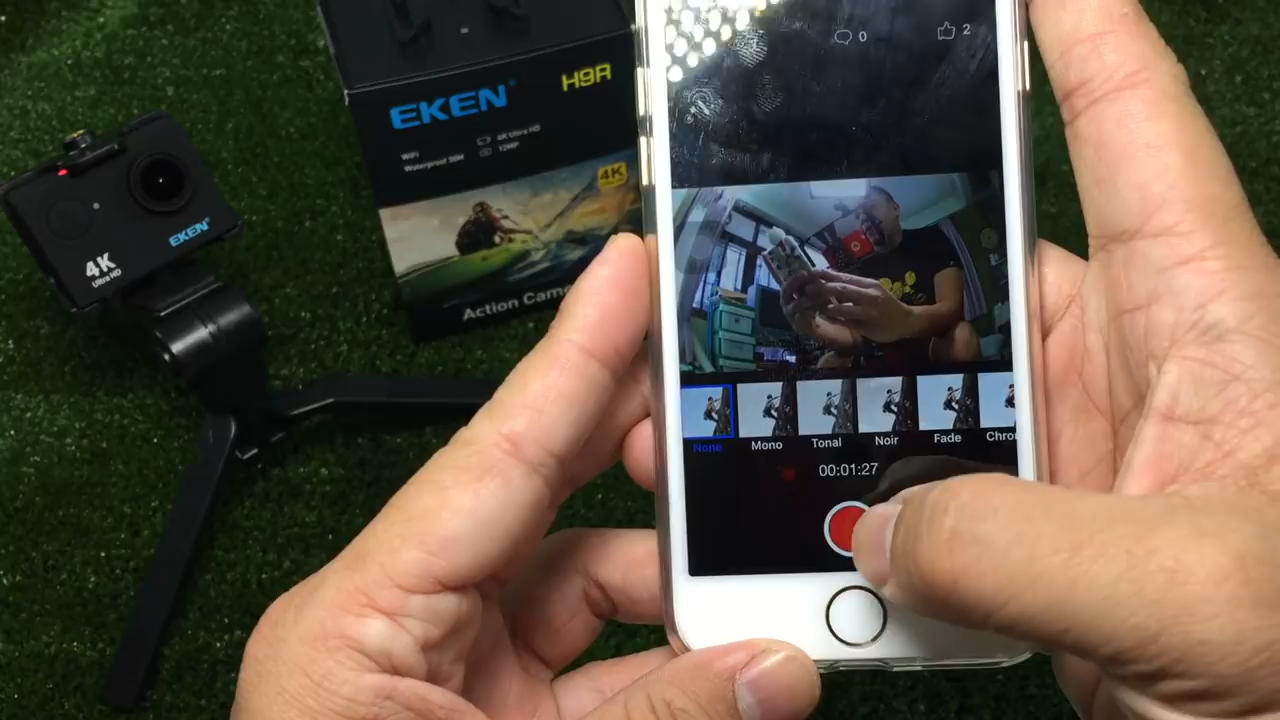 EKEN
H9R
WiFi
4K Ultra HD
Waterproof 30M
12MP
4K
Action Came
EKEN
4K
Ultra HD
0
2
None
Mono
Tonal
Noir
Fade
Chro
00:01:27